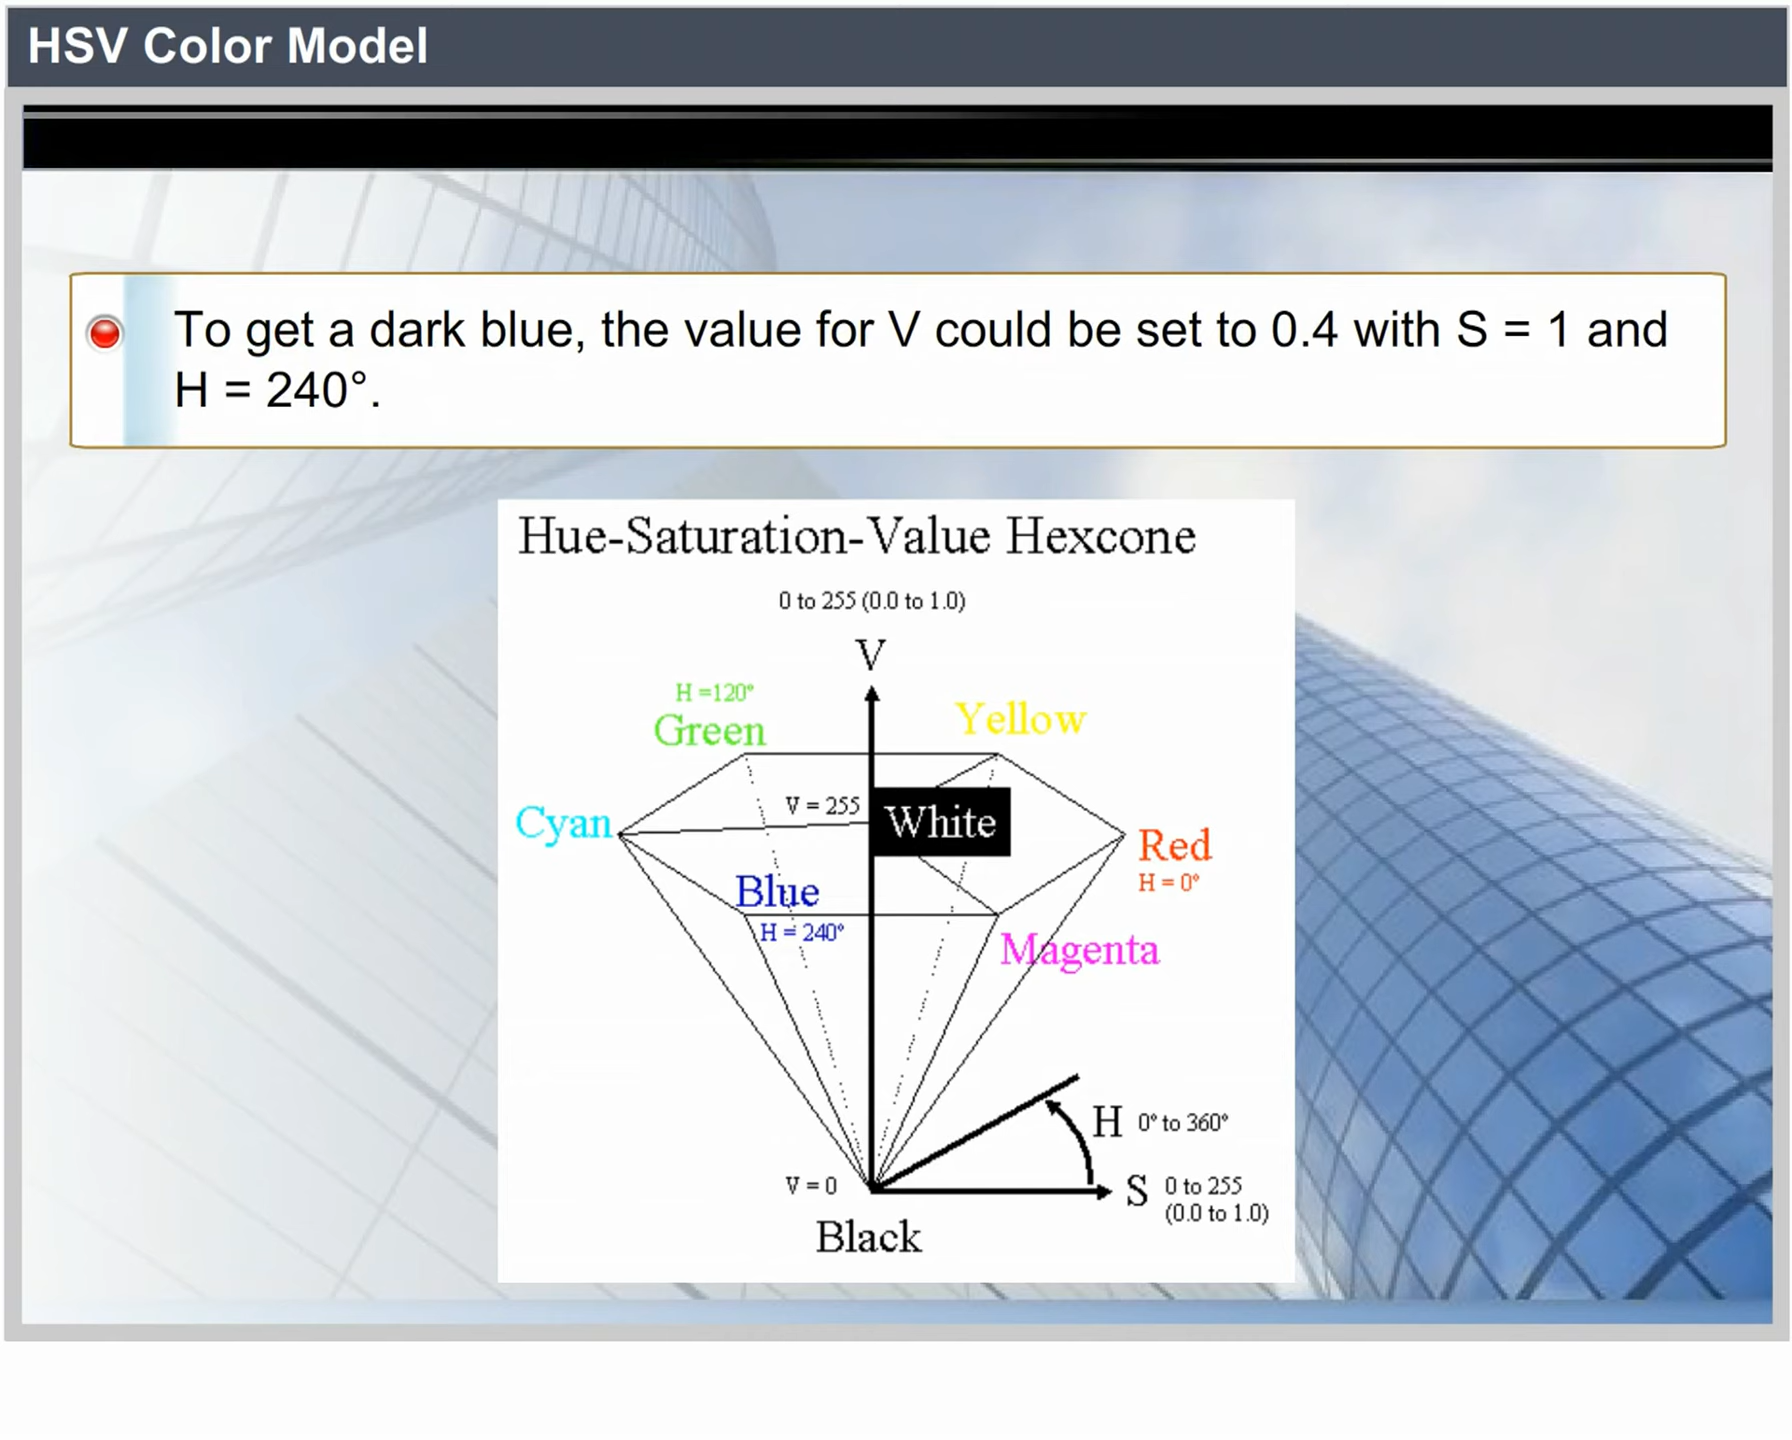 HSV Color Model
To get a dark blue, the value for V could be set to 0.4 with S = 1 and
H = 240°.
Hue-Saturation-Value Hexcone
0 to 255 (0.0 to 1.0)
V
H =120°
Green
Yellow
V = 255
White
Cyan
Red
H = 0°
Blue
H = 240°
Magenta
H 0° to 360°
V = 0
S 0 to 255
(0.0 to 1.0)
Black